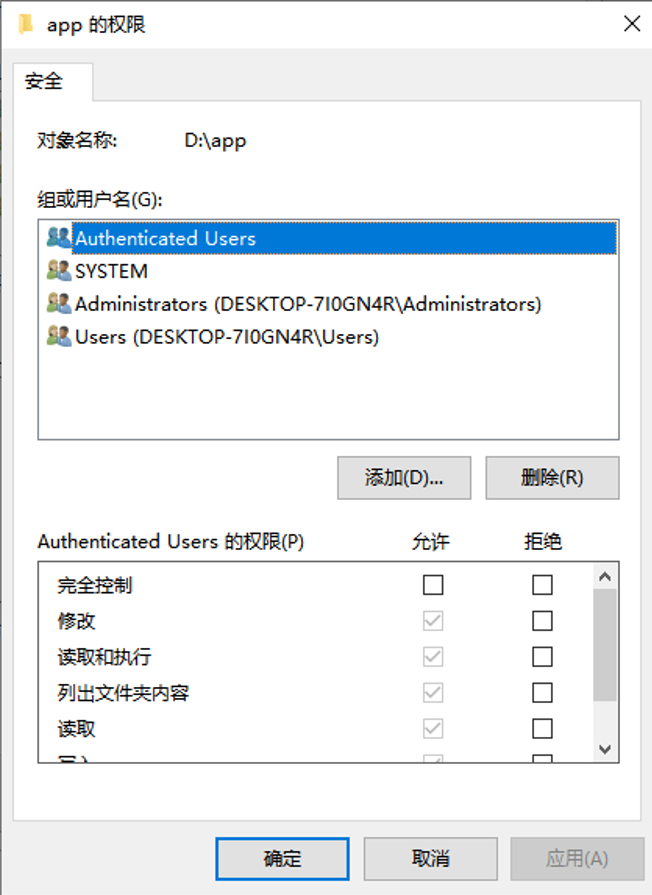 app 的权限
安全
对象名称: D:\app
组或用户名(G):
Authenticated Users
SYSTEM
Administrators (DESKTOP-7I0GN4R\Administrators)
Users (DESKTOP-7I0GN4R\Users)
添加(D)... 删除(R)
Authenticated Users 的权限(P) 允许 拒绝
完全控制
修改
读取和执行
列出文件夹内容
读取
确定 取消 应用(A)